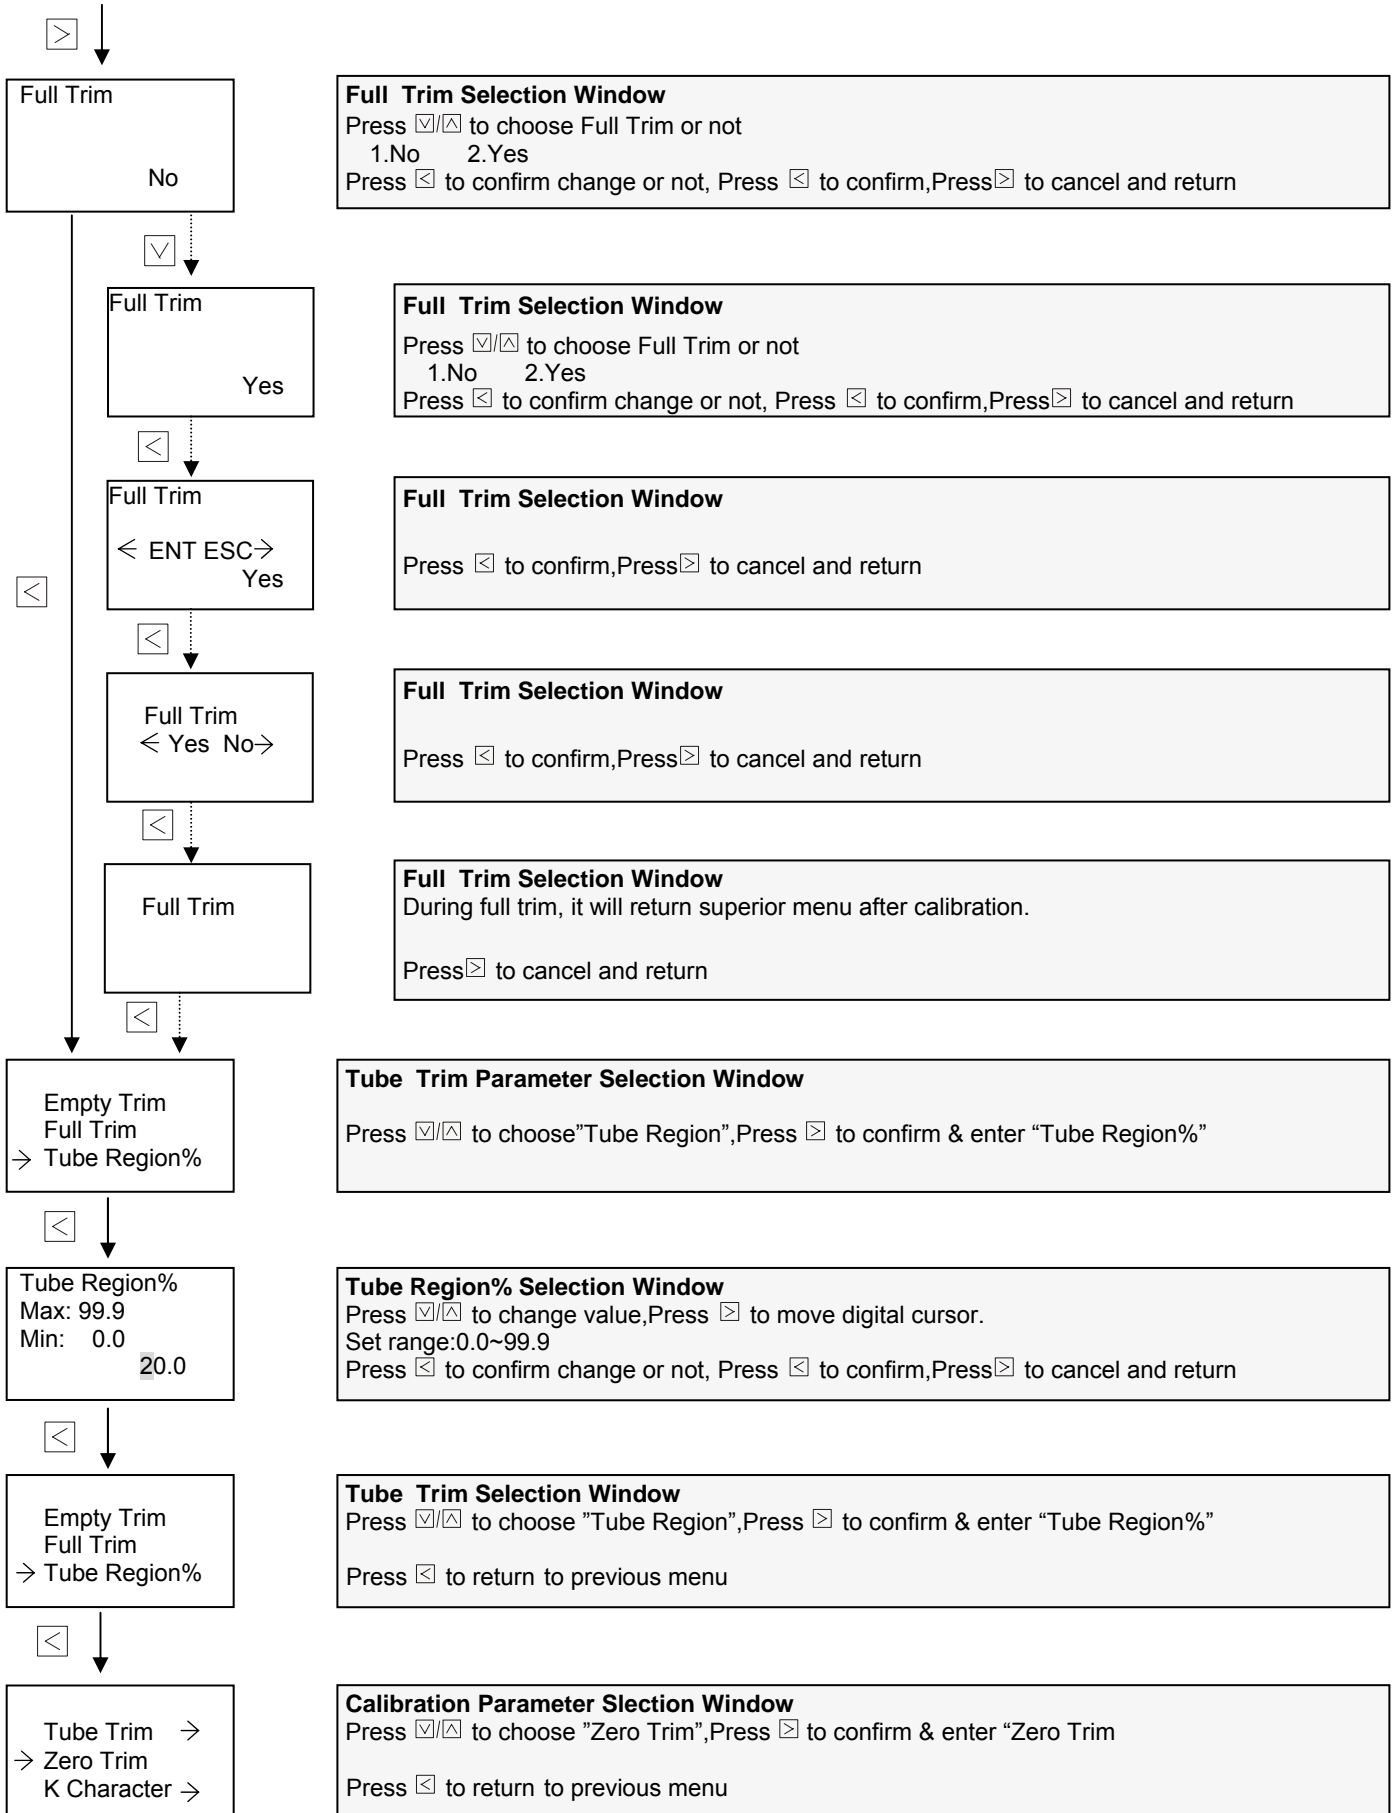 >
Full Trim
No
Full  Trim Selection Window
Press ∨/∧ to choose Full Trim or not
1.No 2.Yes
Press < to confirm change or not, Press < to confirm,Press> to cancel and return
∨
Full Trim
Yes
Full  Trim Selection Window
Press ∨/∧ to choose Full Trim or not
1.No 2.Yes
Press < to confirm change or not, Press < to confirm,Press> to cancel and return
<
Full Trim
← ENT ESC→
Yes
Full  Trim Selection Window
Press < to confirm,Press> to cancel and return
<
<
Full Trim
← Yes No→
Full  Trim Selection Window
Press < to confirm,Press> to cancel and return
<
Full Trim
Full  Trim Selection Window
During full trim, it will return superior menu after calibration.
Press> to cancel and return
<
Empty Trim
Full Trim
→ Tube Region%
Tube  Trim Parameter Selection Window
Press ∨/∧ to choose”Tube Region”,Press > to confirm & enter “Tube Region%”
<
Tube Region%
Max: 99.9
Min: 0.0
20.0
Tube Region% Selection Window
Press ∨/∧ to change value,Press > to move digital cursor.
Set range:0.0~99.9
Press < to confirm change or not, Press < to confirm,Press> to cancel and return
<
Empty Trim
Full Trim
→ Tube Region%
Tube  Trim Selection Window
Press ∨/∧ to choose ”Tube Region”,Press > to confirm & enter “Tube Region%”
Press < to return to previous menu
<
Tube Trim →
→ Zero Trim
K Character →
Calibration Parameter Slection Window
Press ∨/∧ to choose ”Zero Trim”,Press > to confirm & enter “Zero Trim
Press < to return to previous menu